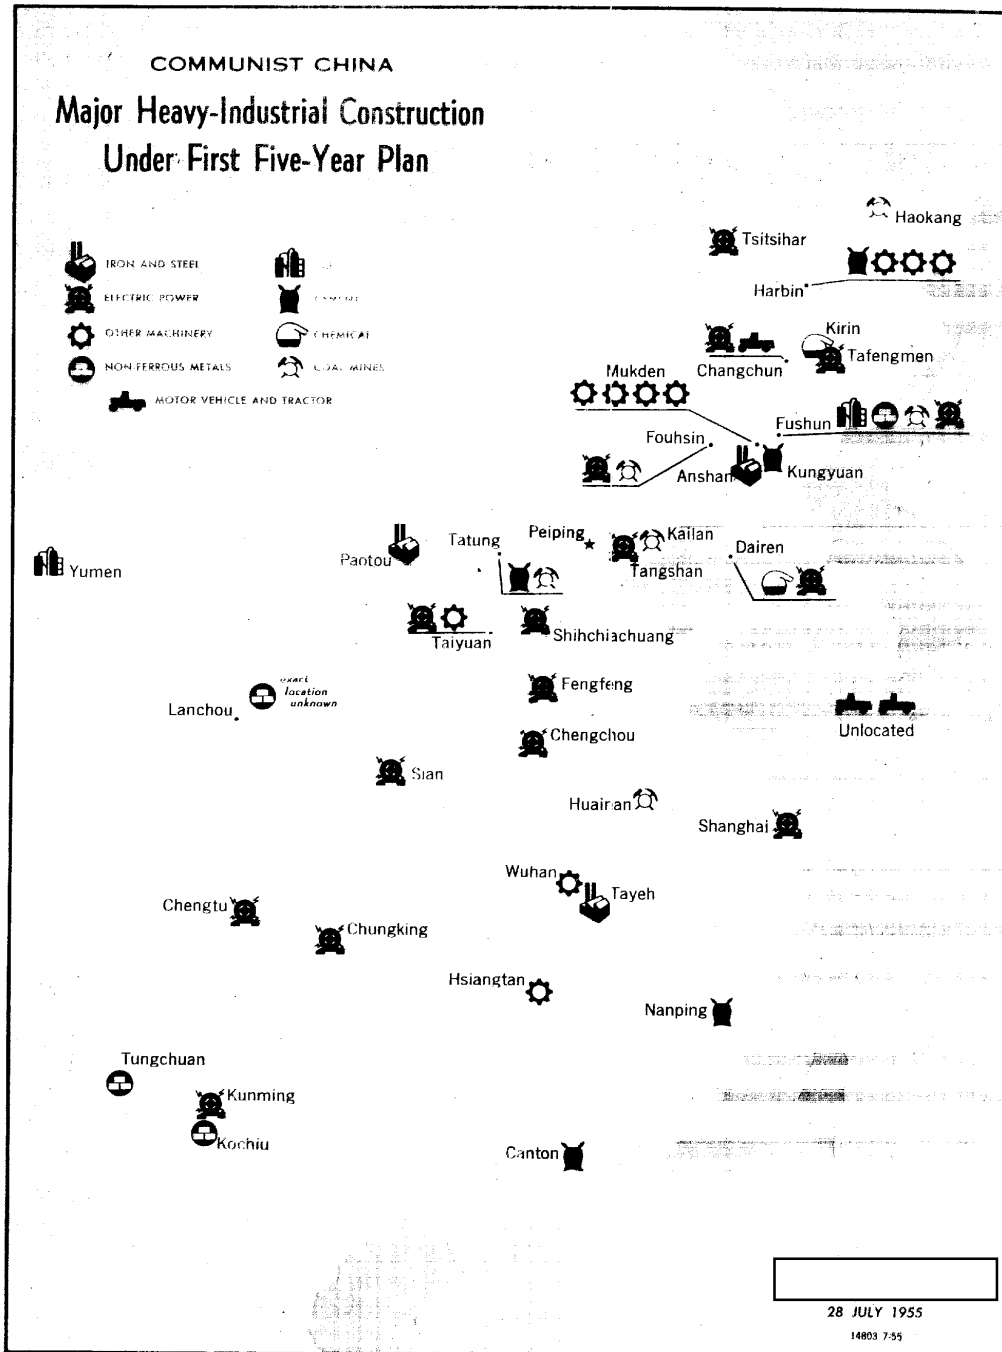 COMMUNIST CHINA
Major Heavy-Industrial Construction
Under First Five-Year Plan
IRON AND STEEL
ELECTRIC POWER
CEMENT
OTHER MACHINERY
CHEMICAL
NON-FERROUS METALS
COAL MINES
MOTOR VEHICLE AND TRACTOR
Haokang
Tsitsihar
Harbin
Kirin
Tafengmen
Changchun
Mukden
Fushun
Fouhsin
Anshan
Kungyuan
Peiping
Kailan
Tangshan
Dairen
Tatung
Paotou
Yumen
Taiyuan
Shihchiachuang
exact
location
unknown
Fengfeng
Lanchou
Unlocated
Chengchou
Sian
Huainan
Shanghai
Wuhan
Tayeh
Chengtu
Chungking
Hsiangtan
Nanping
Tungchuan
Kunming
Kochiu
Canton
28 JULY 1955
14803 7-55